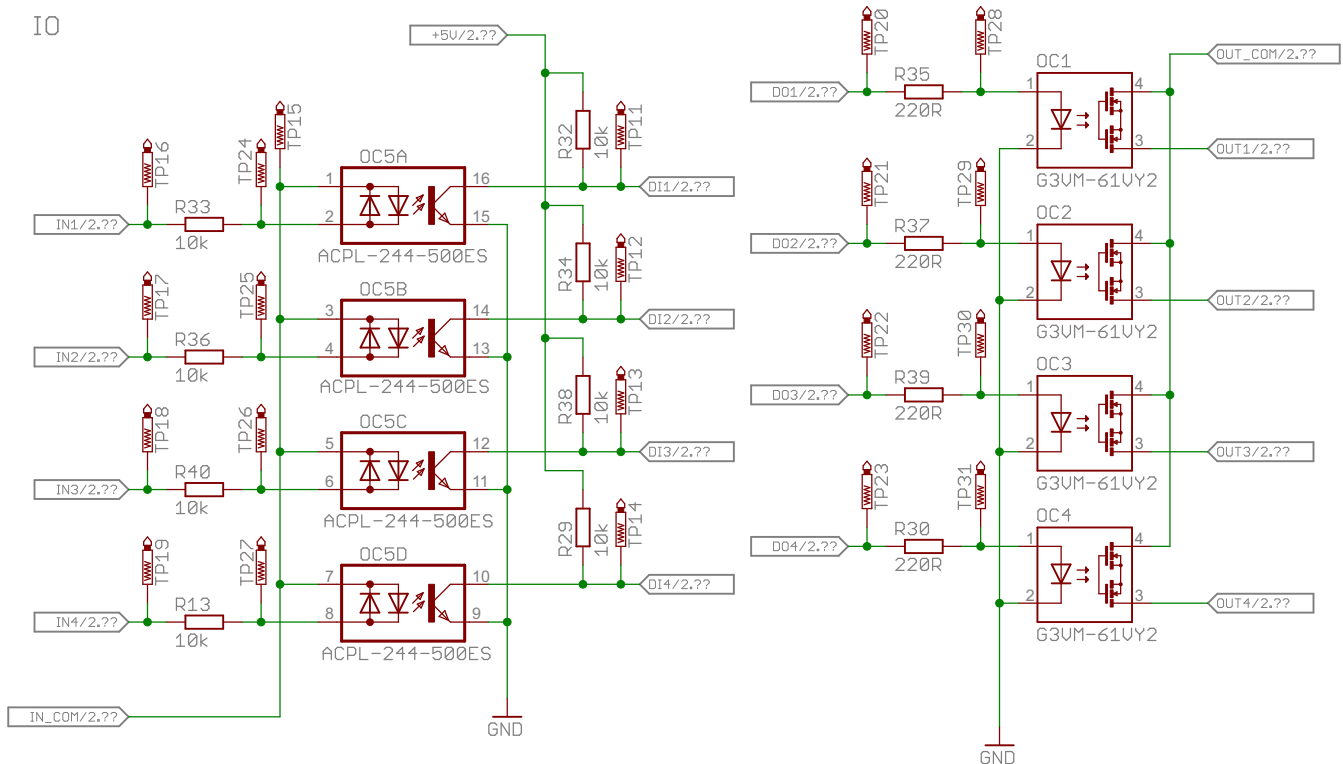 IO
+5V/2.??
TP15
TP16
TP24
OC5A
R32
10k
TP11
1
16
DI1/2.??
IN1/2.??
R33
10k
2
15
ACPL-244-500ES
TP17
TP25
OC5B
R34
10k
TP12
3
14
DI2/2.??
IN2/2.??
R36
10k
4
13
ACPL-244-500ES
TP18
TP26
OC5C
R38
10k
TP13
5
12
DI3/2.??
IN3/2.??
R40
10k
6
11
ACPL-244-500ES
TP19
TP27
OC5D
R29
10k
TP14
7
10
DI4/2.??
IN4/2.??
R13
10k
8
9
ACPL-244-500ES
IN_COM/2.??
GND
TP20
TP28
OC1
OUT_COM/2.??
DO1/2.??
R35
220R
1
4
2
3
OUT1/2.??
G3VM-61VY2
TP21
TP29
OC2
DO2/2.??
R37
220R
1
4
2
3
OUT2/2.??
G3VM-61VY2
TP22
TP30
OC3
DO3/2.??
R39
220R
1
4
2
3
OUT3/2.??
G3VM-61VY2
TP23
TP31
OC4
DO4/2.??
R30
220R
1
4
2
3
OUT4/2.??
G3VM-61VY2
GND